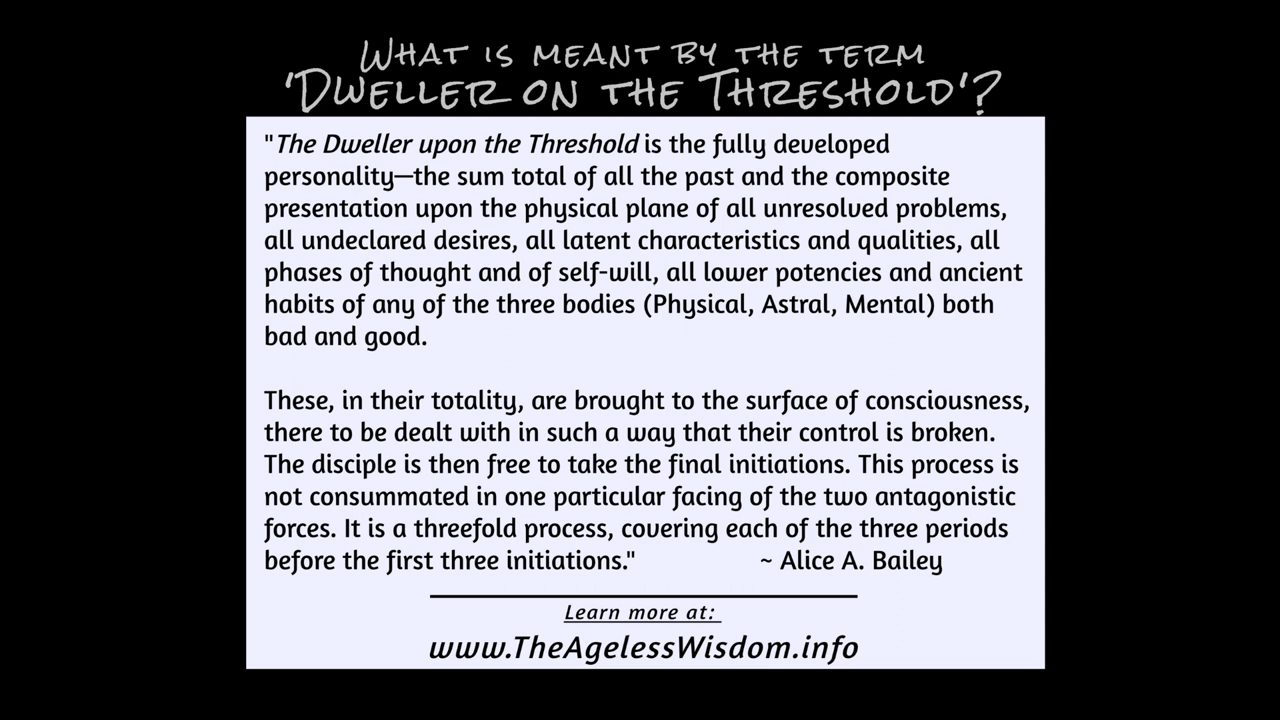 What is meant by the term
'Dweller on the Threshold'?
"The Dweller upon the Threshold is the fully developed
personality—the sum total of all the past and the composite
presentation upon the physical plane of all unresolved problems,
all undeclared desires, all latent characteristics and qualities, all
phases of thought and of self-will, all lower potencies and ancient
habits of any of the three bodies (Physical, Astral, Mental) both
bad and good.
These, in their totality, are brought to the surface of consciousness,
there to be dealt with in such a way that their control is broken.
The disciple is then free to take the final initiations. This process is
not consummated in one particular facing of the two antagonistic
forces. It is a threefold process, covering each of the three periods
before the first three initiations." ~ Alice A. Bailey
Learn more at:
www.TheAgelessWisdom.info